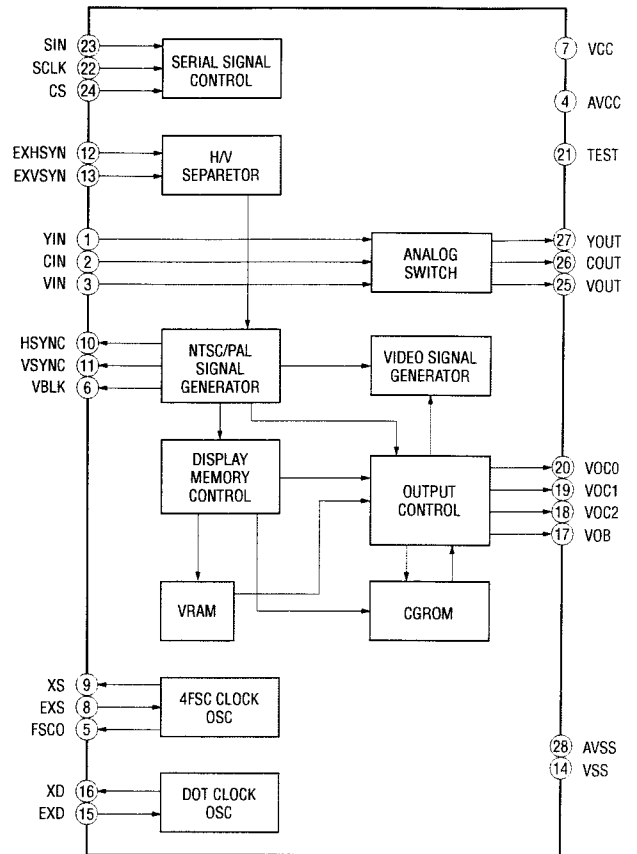 SIN 23
SCLK 22
CS 24
SERIAL SIGNAL
CONTROL
7 VCC
4 AVCC
21 TEST
EXHSYN 12
EXVSYN 13
H/V
SEPARETOR
YIN 1
CIN 2
VIN 3
ANALOG
SWITCH
27 YOUT
26 COUT
25 VOUT
HSYNC 10
VSYNC 11
VBLK 6
NTSC/PAL
SIGNAL
GENERATOR
VIDEO SIGNAL
GENERATOR
DISPLAY
MEMORY
CONTROL
OUTPUT
CONTROL
20 VOC0
19 VOC1
18 VOC2
17 VOB
VRAM
CGROM
XS 9
EXS 8
FSCO 5
4FSC CLOCK
OSC
28 AVSS
14 VSS
XD 16
EXD 15
DOT CLOCK
OSC